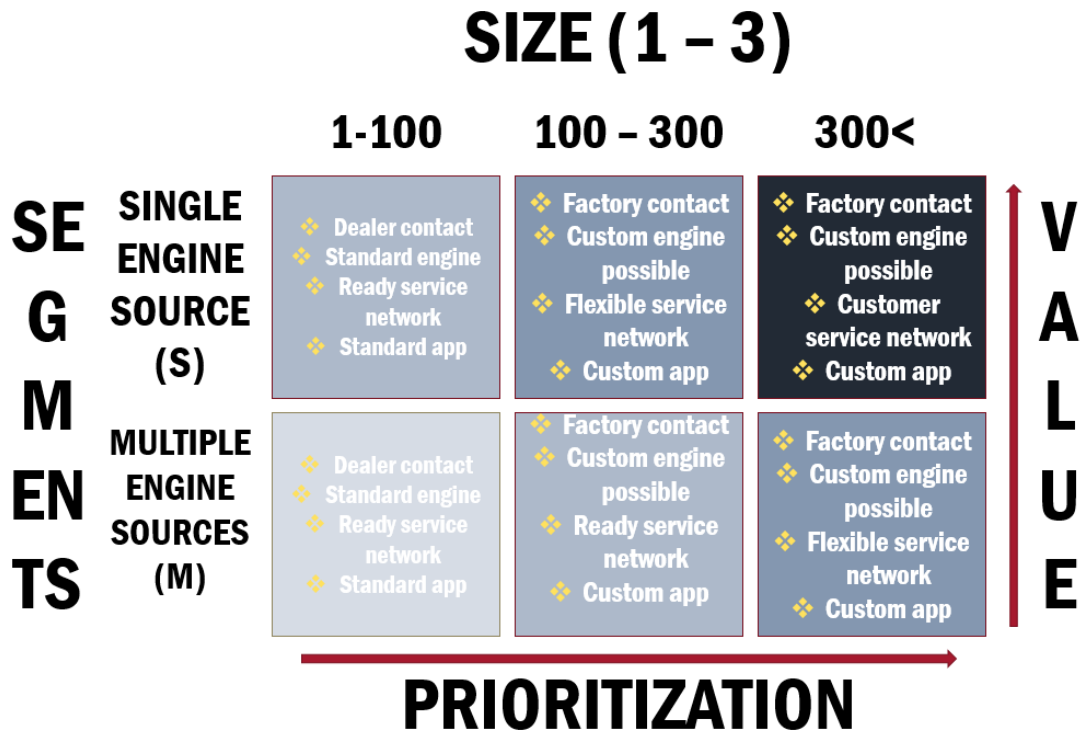 SIZE (1 – 3)
1-100
100 – 300
300<
SE
G
M
EN
TS
SINGLE
ENGINE
SOURCE
(S)
Dealer contact
Standard engine
Ready service
network
Standard app
Factory contact
Custom engine
possible
Flexible service
network
Custom app
Factory contact
Custom engine
possible
Customer
service network
Custom app
MULTIPLE
ENGINE
SOURCES
(M)
Dealer contact
Standard engine
Ready service
network
Standard app
Factory contact
Custom engine
possible
Ready service
network
Custom app
Factory contact
Custom engine
possible
Flexible service
network
Custom app
V
A
L
U
E
PRIORITIZATION